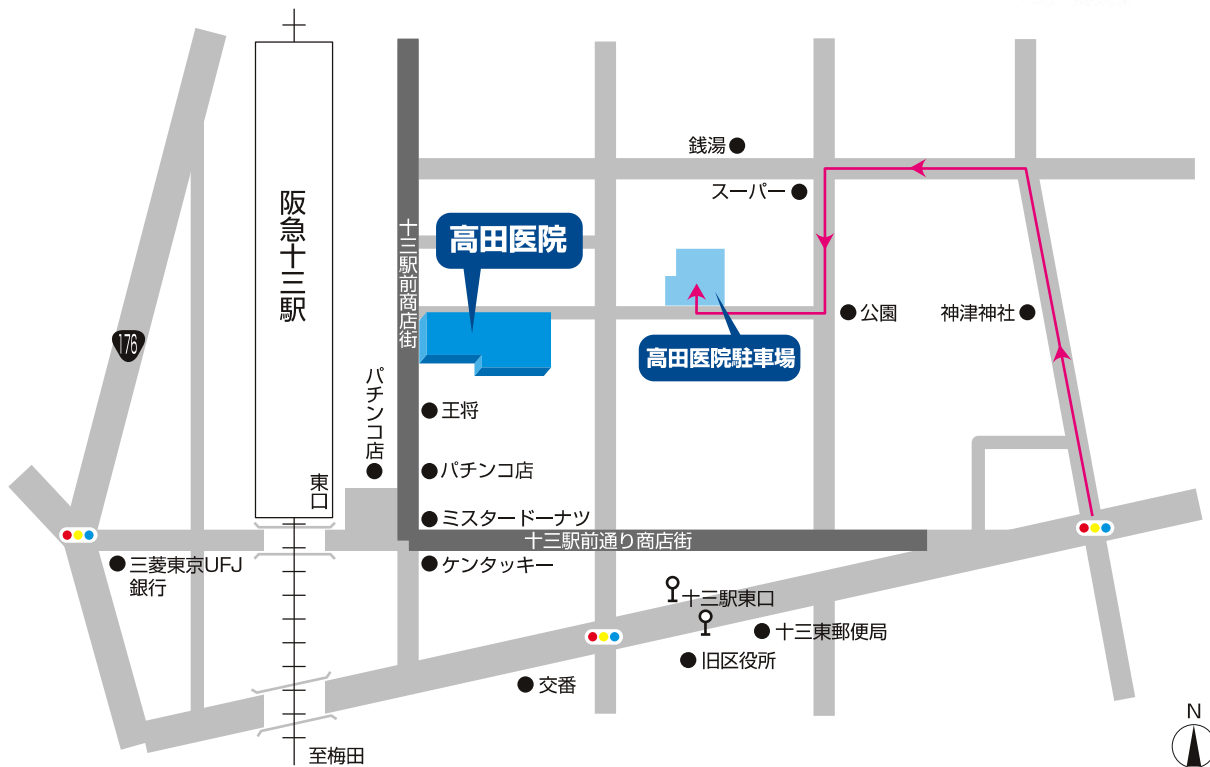 銭湯
スーパー
阪急十三駅
十三駅前商店街
高田医院
176
公園
神津神社
高田医院駐車場
パチンコ店
王将
パチンコ店
東口
ミスタードーナツ
十三駅前通り商店街
三菱東京UFJ
銀行
ケンタッキー
十三駅東口
十三東郵便局
旧区役所
交番
至梅田
N